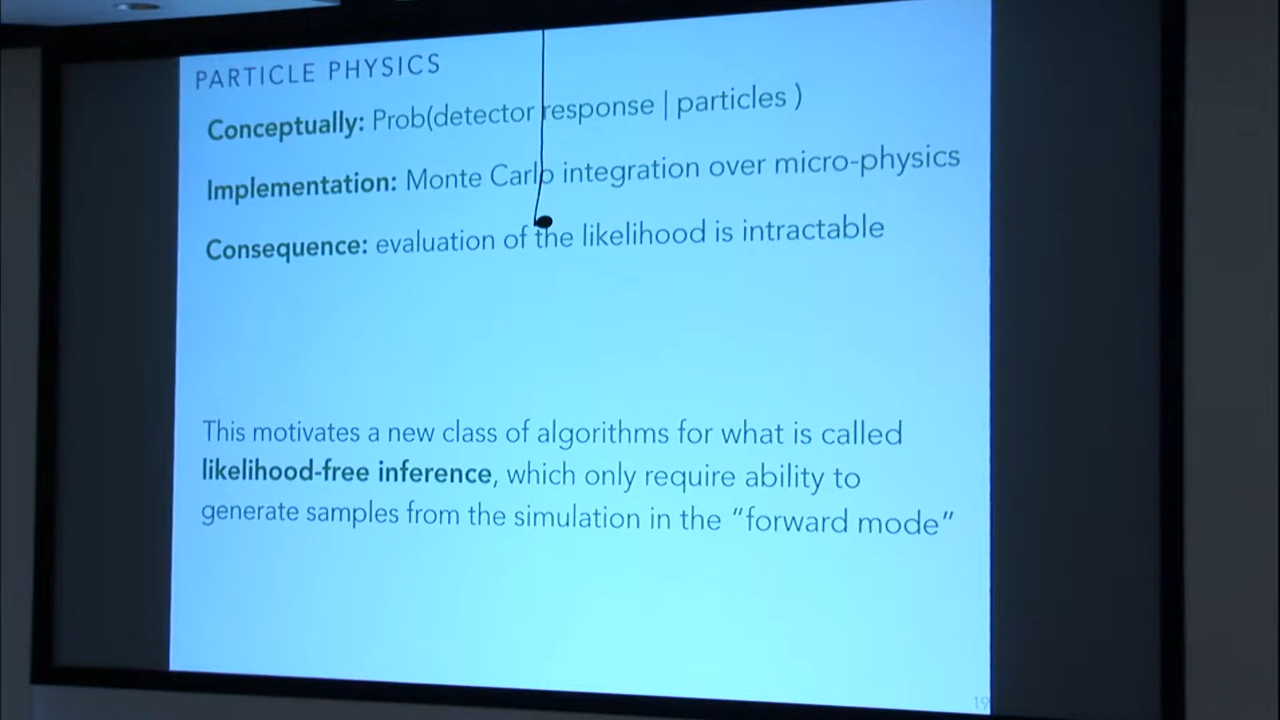 PARTICLE PHYSICS
Conceptually: Prob(detector response | particles )
Implementation: Monte Carlo integration over micro-physics
Consequence: evaluation of the likelihood is intractable
This motivates a new class of algorithms for what is called
likelihood-free inference, which only require ability to
generate samples from the simulation in the “forward mode”
19